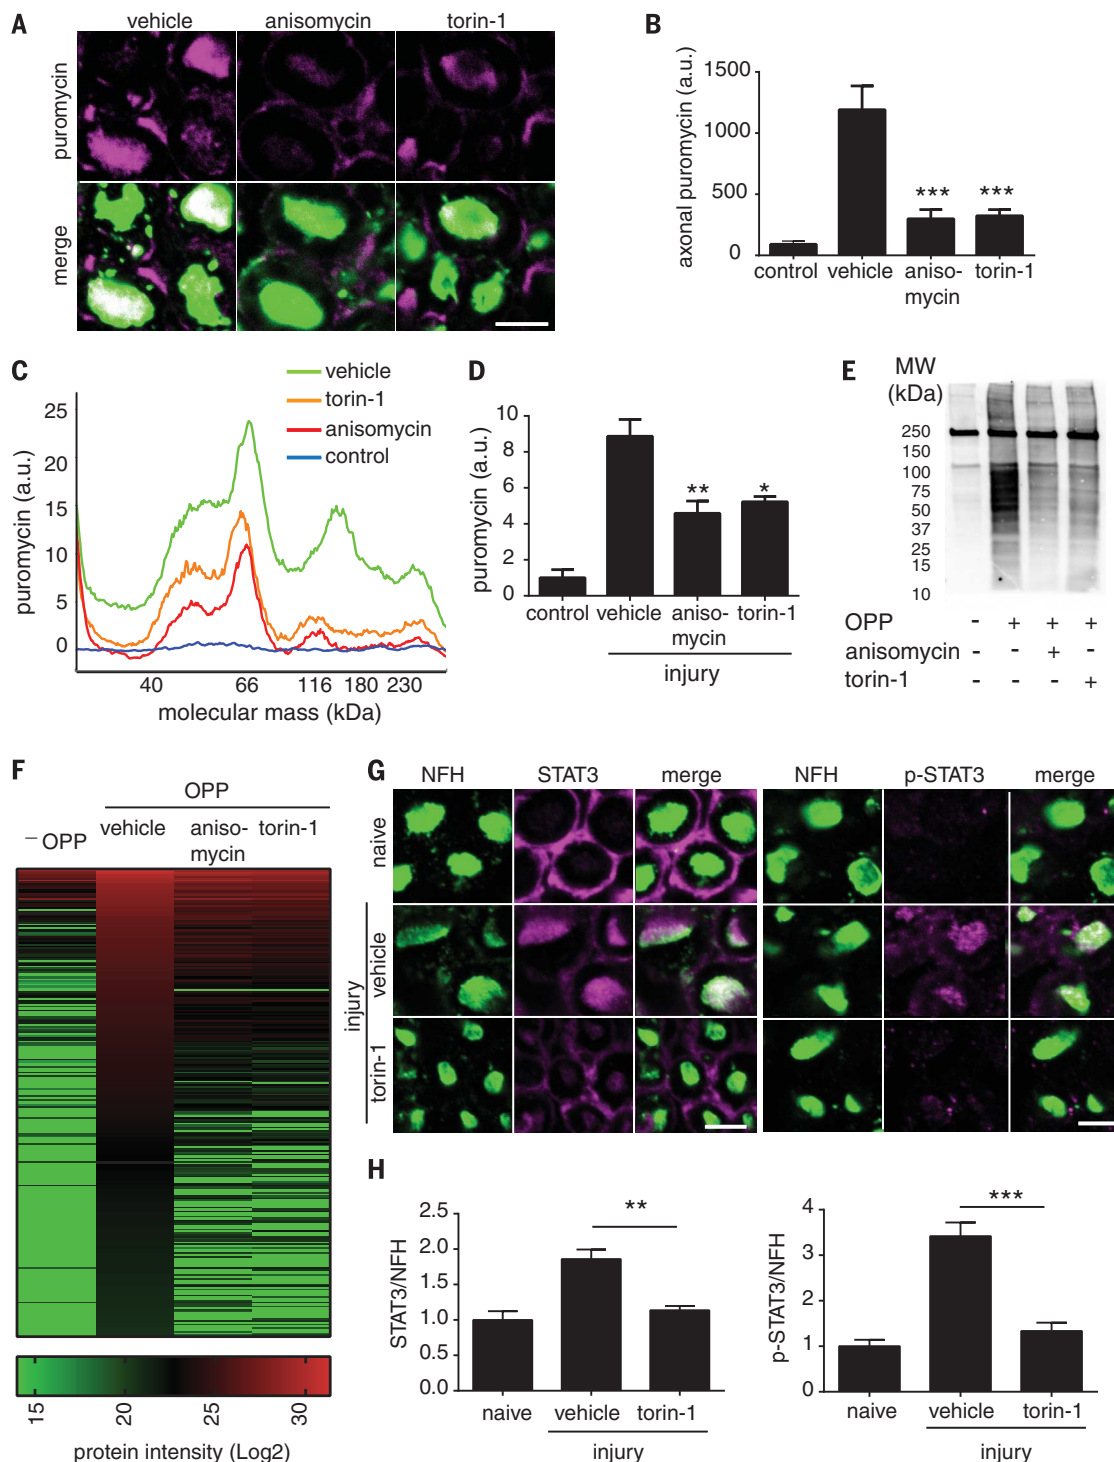 A
vehicle anisomycin torin-1
puromycin
merge
B
axonal puromycin (a.u.)
1500
1000
500
0
*** ***
control vehicle aniso-mycin torin-1
C
puromycin (a.u.)
25
20
15
10
5
0
vehicle
torin-1
anisomycin
control
40 66 116 180 230
molecular mass (kDa)
D
puromycin (a.u.)
10
8
6
4
2
0
** *
control vehicle aniso-mycin torin-1
injury
E
MW
(kDa)
250
150
100
75
50
37
25
15
10
OPP - + + +
anisomycin - - + -
torin-1 - - - +
F
OPP
– OPP vehicle aniso-mycin torin-1
15 20 25 30
protein intensity (Log2)
G
NFH STAT3 merge NFH p-STAT3 merge
naive
injury
vehicle
torin-1
H
STAT3/NFH
2.5
2.0
1.5
1.0
0.5
0.0
**
naive vehicle torin-1
injury
p-STAT3/NFH
4
3
2
1
0
***
naive vehicle torin-1
injury